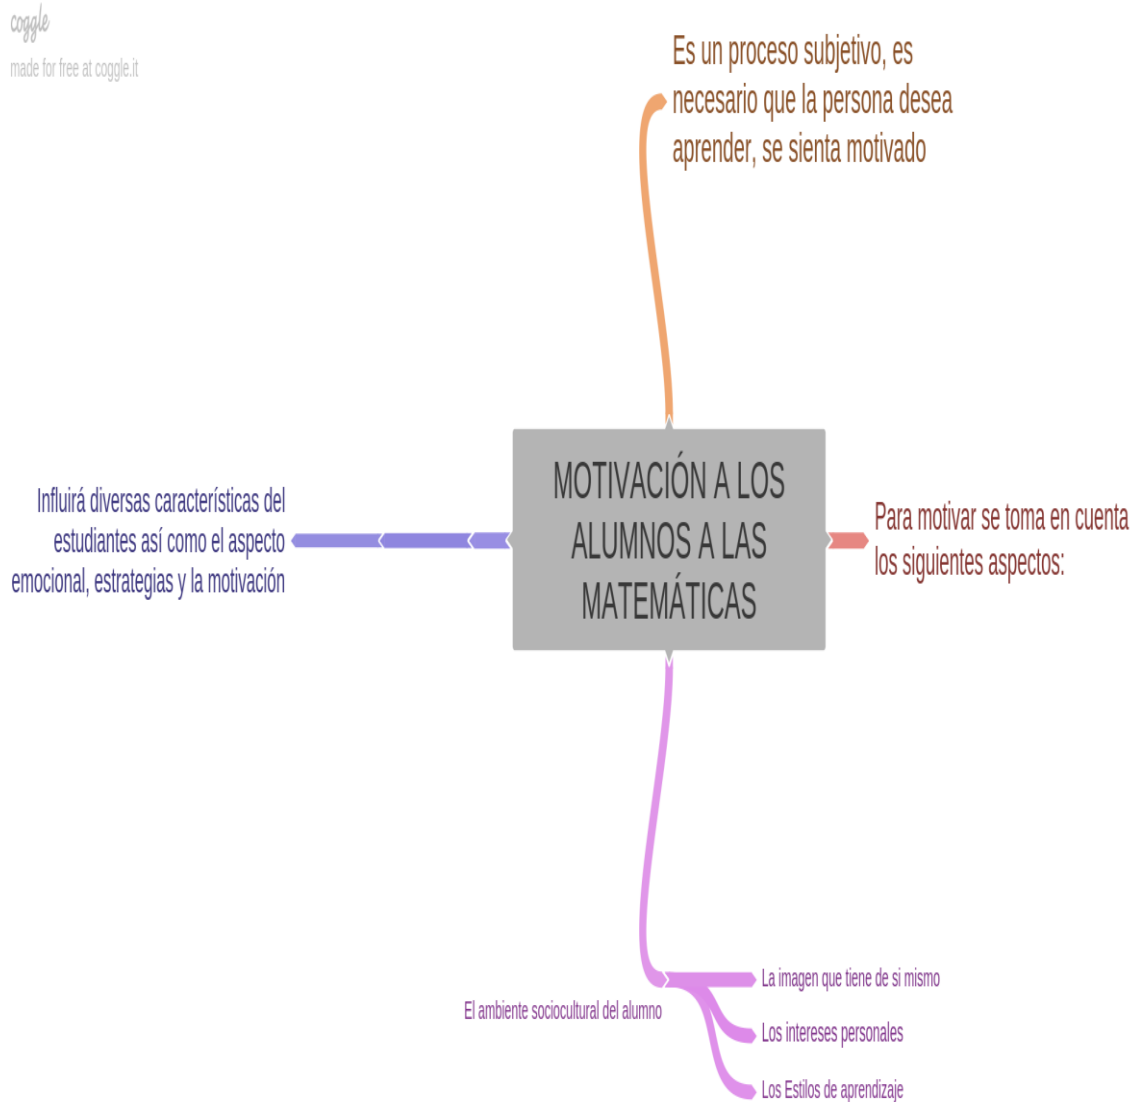 coggle
made for free at coggle.it
Es un proceso subjetivo, es
necesario que la persona desea
aprender, se sienta motivado
MOTIVACIÓN A LOS
ALUMNOS A LAS
MATEMÁTICAS
Influirá diversas características del
estudiantes así como el aspecto
emocional, estrategias y la motivación
Para motivar se toma en cuenta
los siguientes aspectos:
El ambiente sociocultural del alumno
La imagen que tiene de si mismo
Los intereses personales
Los Estilos de aprendizaje